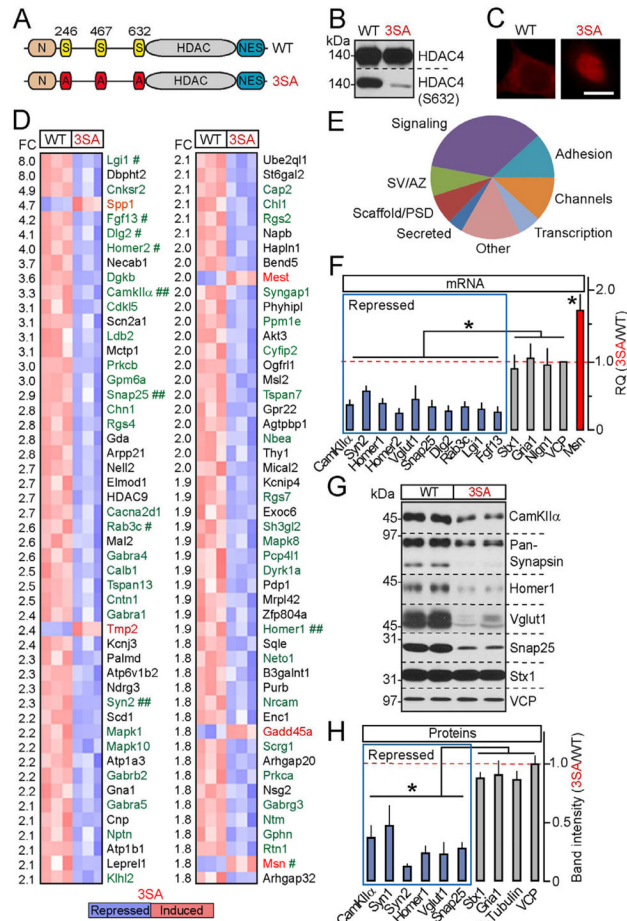 A
246 467 632
N S S S HDAC NES WT
N A A A HDAC NES 3SA
B
WT 3SA
kDa
140 HDAC4
140 HDAC4
(S632)
C
WT 3SA
D
FC WT 3SA
8.0 Lgi1 #
8.0 Dbpht2
4.9 Cnksr2
4.7 Spp1
4.2 Fgf13 #
4.1 Dlg2 #
4.0 Homer2 #
3.7 Necab1
3.6 Dgkb
3.3 CamkIIα ##
3.1 Cdkl5
3.1 Scn2a1
3.1 Ldb2
3.1 Mctp1
3.1 Prkcb
3.0 Gpm6a
2.9 Snap25 ##
2.8 Chn1
2.8 Rgs4
2.8 Gda
2.8 Arpp21
2.7 Nell2
2.7 Elmod1
2.7 HDAC9
2.7 Cacna2d1
2.6 Rab3c #
2.6 Mal2
2.6 Gabra4
2.5 Calb1
2.5 Tspan13
2.5 Cntn1
2.4 Gabra1
2.4 Tmp2
2.4 Kcnj3
2.3 Palmd
2.3 Atp6v1b2
2.3 Ndrg3
2.3 Syn2 ##
2.2 Scd1
2.2 Mapk1
2.2 Mapk10
2.2 Atp1a3
2.2 Gabrb2
2.2 Gna1
2.1 Gabra5
2.1 Cnp
2.1 Nptn
2.1 Atp1b1
2.1 Leprel1
2.1 Klhl2
FC WT 3SA
2.1 Ube2ql1
2.1 St6gal2
2.1 Cap2
2.1 Chl1
2.1 Rgs2
2.1 Napb
2.0 Hapln1
2.0 Bend5
2.0 Mest
2.0 Syngap1
2.0 Phyhipl
2.0 Ppm1e
2.0 Akt3
2.0 Cyfip2
2.0 Ogfrl1
2.0 Msl2
2.0 Tspan7
2.0 Gpr22
2.0 Agtpbp1
2.0 Nbea
2.0 Thy1
2.0 Mical2
1.9 Kcnip4
1.9 Rgs7
1.9 Exoc6
1.9 Sh3gl2
1.9 Mapk8
1.9 Pcp4l1
1.9 Dyrk1a
1.9 Pdp1
1.9 Mrpl42
1.9 Zfp804a
1.9 Homer1 ##
1.9 Sqle
1.9 Neto1
1.8 B3galnt1
1.8 Purb
1.8 Nrcam
1.8 Enc1
1.8 Gadd45a
1.8 Scrg1
1.8 Arhgap20
1.8 Prkca
1.8 Nsg2
1.8 Gabrg3
1.8 Ntm
1.8 Gphn
1.8 Rtn1
1.8 Msn #
1.8 Arhgap32
3SA
Repressed Induced
E
Signaling
Adhesion
SV/AZ
Channels
Scaffold/PSD
Secreted
Transcription
Other
F
mRNA
Repressed
*
*
2.0
1.0
0
RQ (3SA/WT)
CamKIIα Syn2 Homer1 Homer2 Vglut1 Snap25 Dlg2 Rab3c Lgi1 Fgf13 Stx1 Gria1 Nlgn1 VCP Msn
G
kDa WT 3SA
45 CamKIIα
97
Pan-
Synapsin
45 Homer1
45 Vglut1
31 Snap25
31 Stx1
97 VCP
H
Proteins
Repressed
*
1.0
0.5
0
Band intensity (3SA/WT)
CamKIIα Syn1 Syn2 Homer1 Vglut1 Snap25 Stx1 Gria1 Tubulin VCP